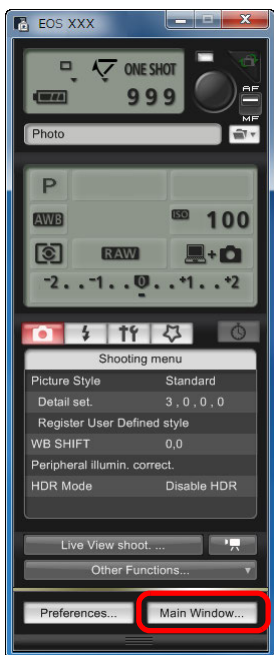 EOS XXX
ONE SHOT
AF
999
MF
Photo
P
AWB ISO 100
RAW +
-2..-1..0..+1..+2
Shooting menu
Picture Style Standard
Detail set. 3 , 0 , 0 , 0
Register User Defined style
WB SHIFT 0,0
Peripheral illumin. correct.
HDR Mode Disable HDR
Live View shoot. ...
Other Functions...
Preferences... Main Window...